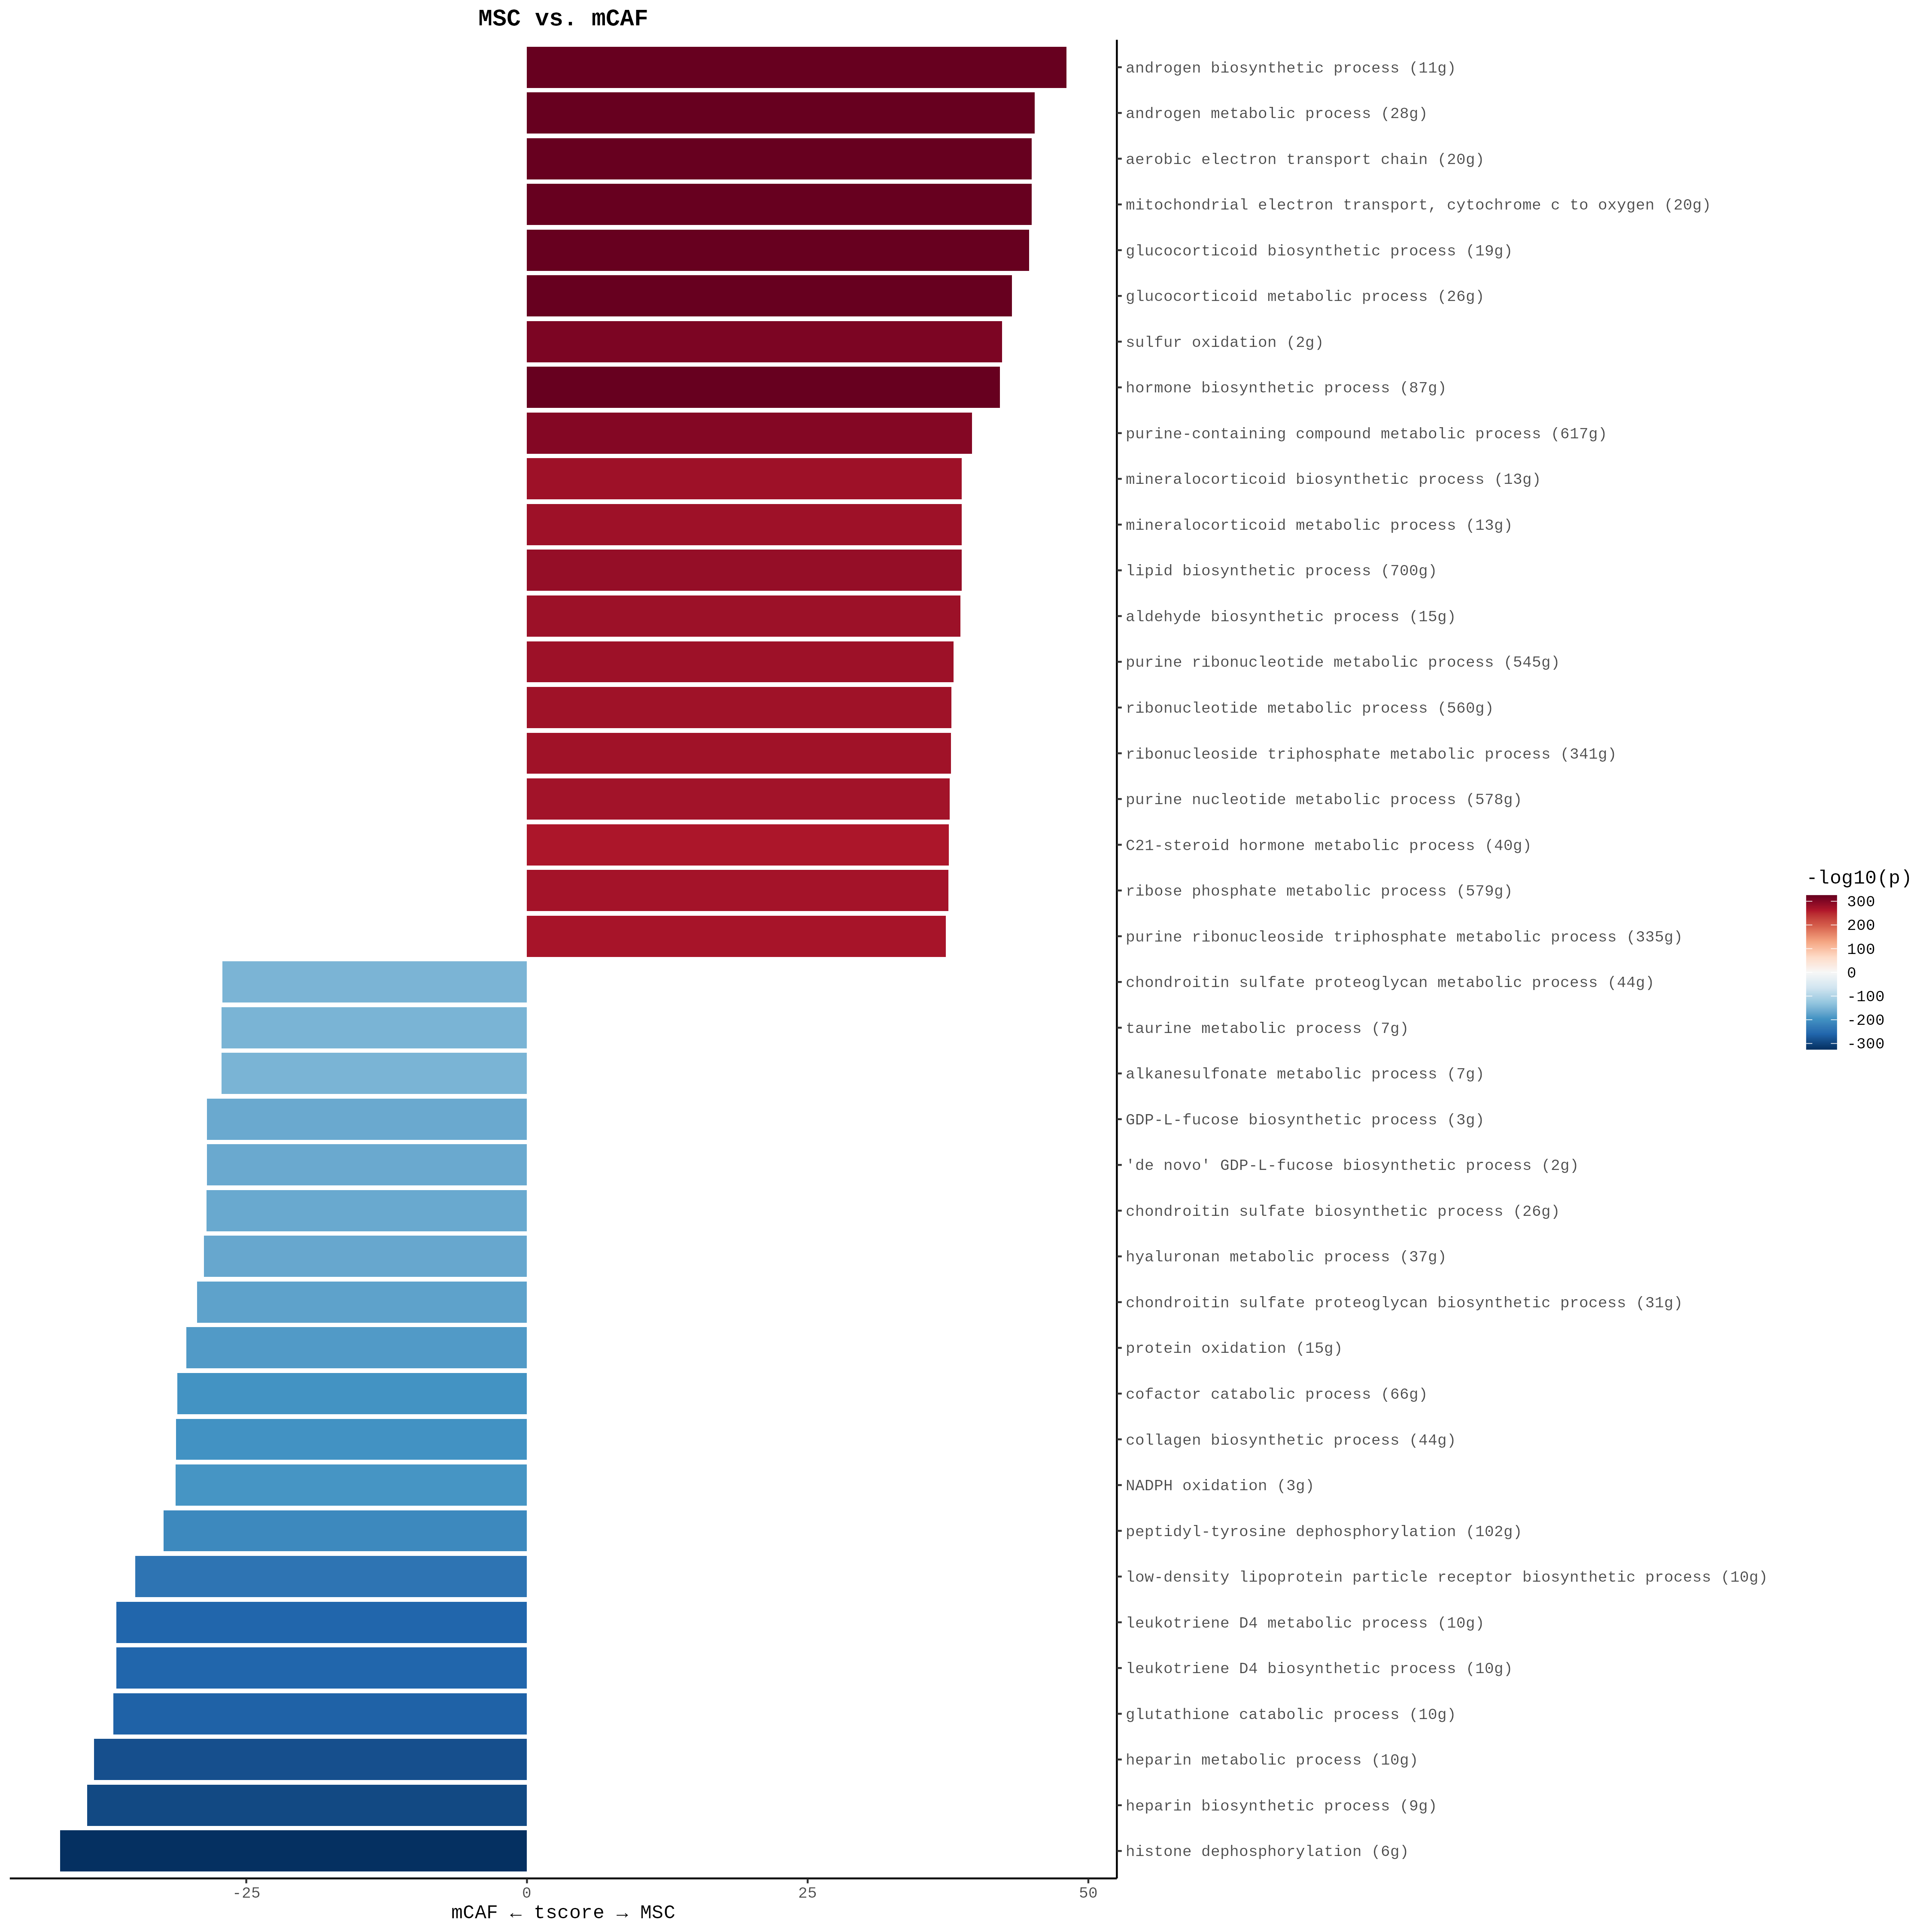 MSC vs. mCAF
androgen biosynthetic process (11g)
androgen metabolic process (28g)
aerobic electron transport chain (20g)
mitochondrial electron transport, cytochrome c to oxygen (20g)
glucocorticoid biosynthetic process (19g)
glucocorticoid metabolic process (26g)
sulfur oxidation (2g)
hormone biosynthetic process (87g)
purine-containing compound metabolic process (617g)
mineralocorticoid biosynthetic process (13g)
mineralocorticoid metabolic process (13g)
lipid biosynthetic process (700g)
aldehyde biosynthetic process (15g)
purine ribonucleotide metabolic process (545g)
ribonucleotide metabolic process (560g)
ribonucleoside triphosphate metabolic process (341g)
purine nucleotide metabolic process (578g)
C21-steroid hormone metabolic process (40g)
ribose phosphate metabolic process (579g)
purine ribonucleoside triphosphate metabolic process (335g)
chondroitin sulfate proteoglycan metabolic process (44g)
taurine metabolic process (7g)
alkanesulfonate metabolic process (7g)
GDP-L-fucose biosynthetic process (3g)
'de novo' GDP-L-fucose biosynthetic process (2g)
chondroitin sulfate biosynthetic process (26g)
hyaluronan metabolic process (37g)
chondroitin sulfate proteoglycan biosynthetic process (31g)
protein oxidation (15g)
cofactor catabolic process (66g)
collagen biosynthetic process (44g)
NADPH oxidation (3g)
peptidyl-tyrosine dephosphorylation (102g)
low-density lipoprotein particle receptor biosynthetic process (10g)
leukotriene D4 metabolic process (10g)
leukotriene D4 biosynthetic process (10g)
glutathione catabolic process (10g)
heparin metabolic process (10g)
heparin biosynthetic process (9g)
histone dephosphorylation (6g)
-25 0 25 50
mCAF ← tscore → MSC
-log10(p)
300
200
100
0
-100
-200
-300